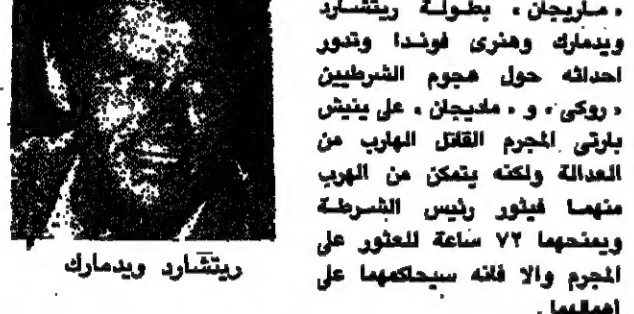 « ماريجان » بطولة ريتشارد
ويدمارك وهنرى فوندا وتدور
احداثه حول هجوم الشرطيين
« روكى » و « ماديجان » على ينيش
بارتى المجرم القاتل الهارب من
العدالة ولكنه يتمكن من الهرب
منهما فيثور رئيس الشرطة
ويمنحهما ٧٢ ساعة للعثور على
المجرم والا فانه سيحاكمهما على
اهمالهما .
ريتشارد ويدمارك